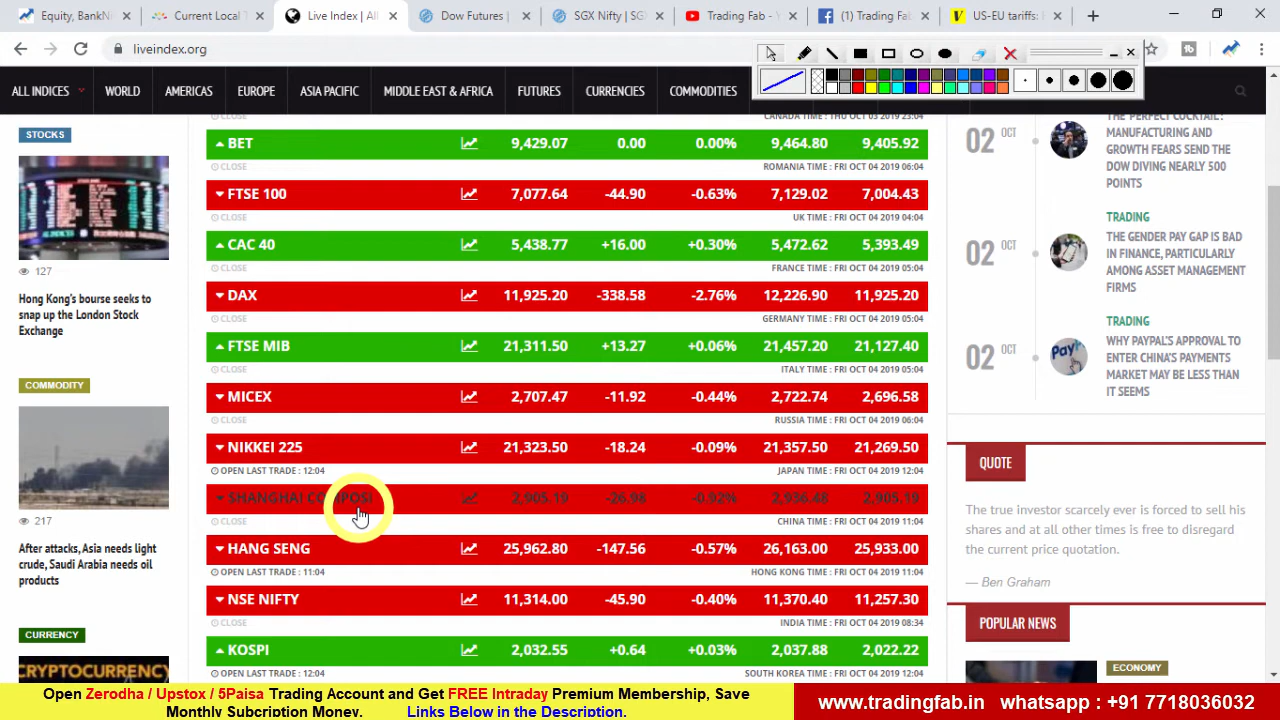 Equity, BankN
Current Local T
Live Index | All
Dow Futures |
SGX Nifty | SG
Trading Fab - Y
(1) Trading Fab
US-EU tariffs:
liveindex.org
ALL INDICES
WORLD
AMERICAS
EUROPE
ASIA PACIFIC
MIDDLE EAST & AFRICA
FUTURES
CURRENCIES
COMMODITIES
STOCKS
127
Hong Kong's bourse seeks to
snap up the London Stock
Exchange
COMMODITY
217
After attacks, Asia needs light
crude, Saudi Arabia needs oil
products
CURRENCY
CRYPTOCURRENCY
CANADA TIME : THU OCT 03 2019 23:04
BET 9,429.07 0.00 0.00% 9,464.80 9,405.92
CLOSE ROMANIA TIME : FRI OCT 04 2019 06:04
FTSE 100 7,077.64 -44.90 -0.63% 7,129.02 7,004.43
CLOSE UK TIME : FRI OCT 04 2019 04:04
CAC 40 5,438.77 +16.00 +0.30% 5,472.62 5,393.49
CLOSE FRANCE TIME : FRI OCT 04 2019 05:04
DAX 11,925.20 -338.58 -2.76% 12,226.90 11,925.20
CLOSE GERMANY TIME : FRI OCT 04 2019 05:04
FTSE MIB 21,311.50 +13.27 +0.06% 21,457.20 21,127.40
CLOSE ITALY TIME : FRI OCT 04 2019 05:04
MICEX 2,707.47 -11.92 -0.44% 2,722.74 2,696.58
CLOSE RUSSIA TIME : FRI OCT 04 2019 06:04
NIKKEI 225 21,323.50 -18.24 -0.09% 21,357.50 21,269.50
OPEN LAST TRADE : 12:04 JAPAN TIME : FRI OCT 04 2019 12:04
SHANGHAI COMPOSI 2,905.19 -26.98 -0.92% 2,936.48 2,905.19
CLOSE CHINA TIME : FRI OCT 04 2019 11:04
HANG SENG 25,962.80 -147.56 -0.57% 26,163.00 25,933.00
OPEN LAST TRADE : 11:04 HONG KONG TIME : FRI OCT 04 2019 11:04
NSE NIFTY 11,314.00 -45.90 -0.40% 11,370.40 11,257.30
CLOSE INDIA TIME : FRI OCT 04 2019 08:34
KOSPI 2,032.55 +0.64 +0.03% 2,037.88 2,022.22
OPEN LAST TRADE : 12:04 SOUTH KOREA TIME : FRI OCT 04 2019 12:04
02 OCT
THE 'PERFECT COCKTAIL':
MANUFACTURING AND
GROWTH FEARS SEND THE
DOW DIVING NEARLY 500
POINTS
TRADING
02 OCT
THE GENDER PAY GAP IS BAD
IN FINANCE, PARTICULARLY
AMONG ASSET MANAGEMENT
FIRMS
TRADING
02 OCT
PayP
WHY PAYPAL'S APPROVAL TO
ENTER CHINA'S PAYMENTS
MARKET MAY BE LESS THAN
IT SEEMS
QUOTE
The true investor scarcely ever is forced to sell his
shares and at all other times is free to disregard
the current price quotation.
— Ben Graham
POPULAR NEWS
ECONOMY
Open Zerodha / Upstox / 5Paisa Trading Account and Get FREE Intraday Premium Membership, Save
Monthly Subcription Money. Links Below in the Description.
www.tradingfab.in whatsapp : +91 7718036032